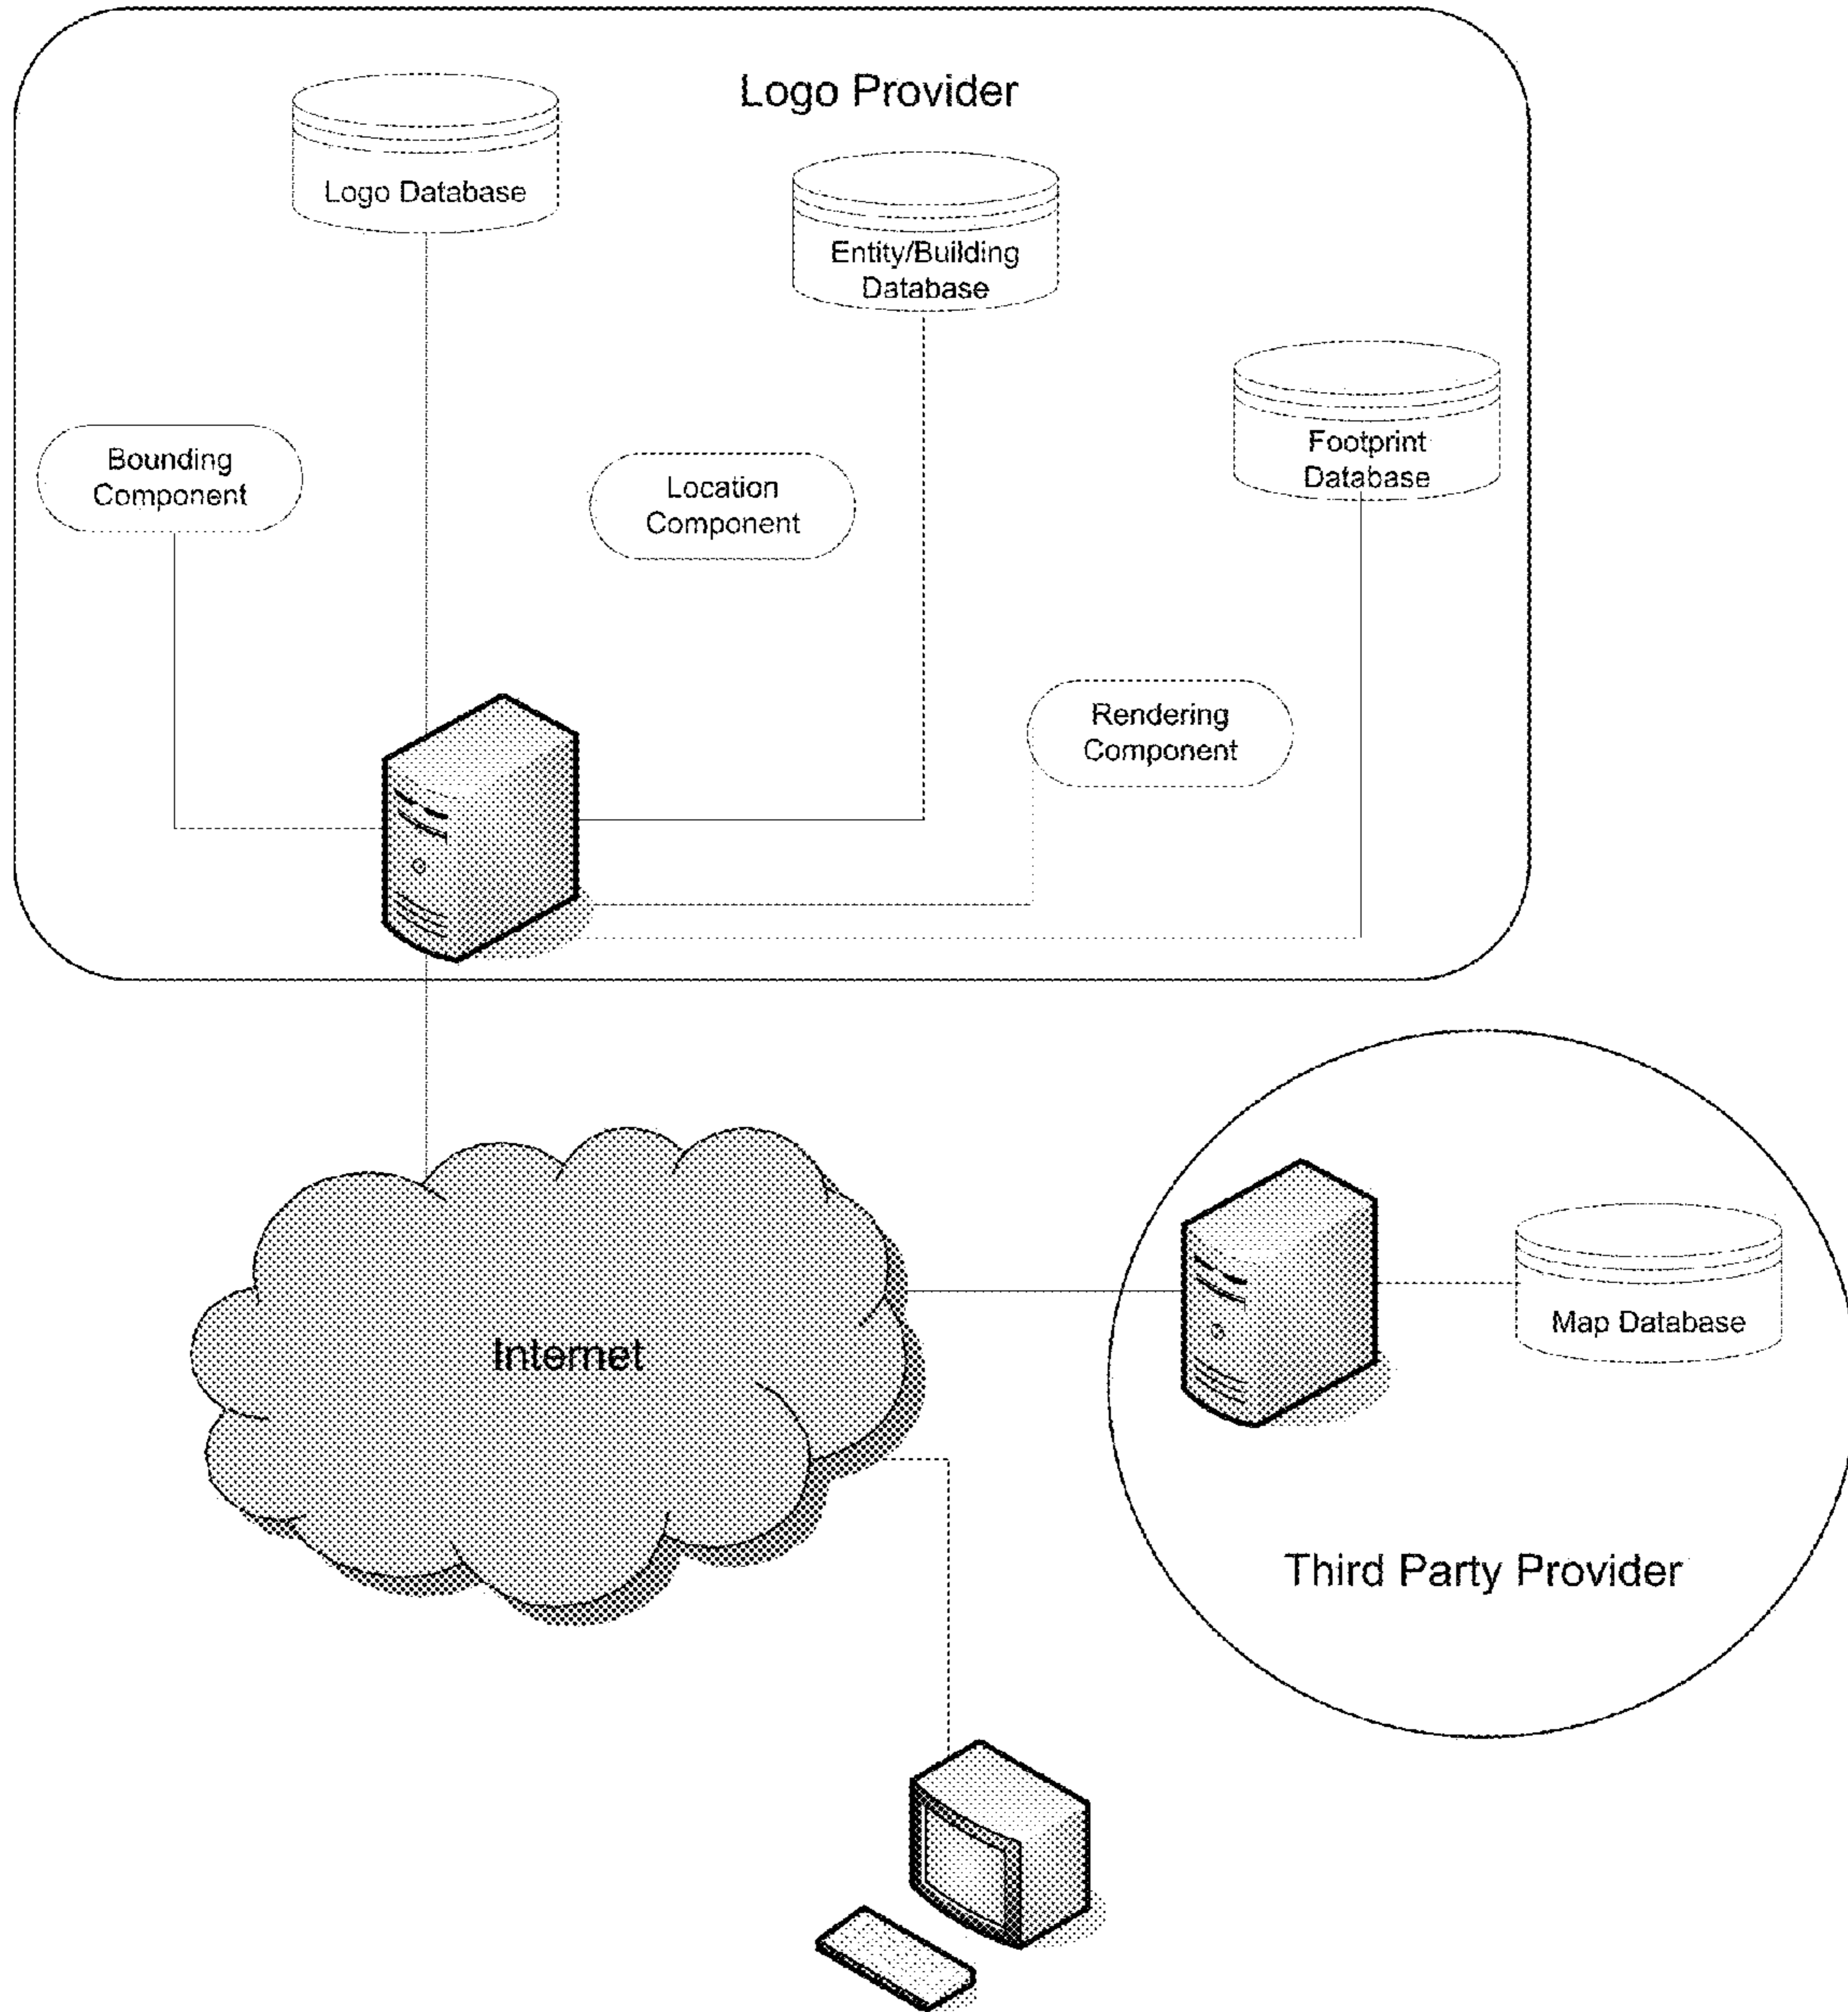 Logo Provider
Logo Database
Entity/Building
Database
Footprint
Database
Bounding
Component
Location
Component
Rendering
Component
Internet
Map Database
Third Party Provider